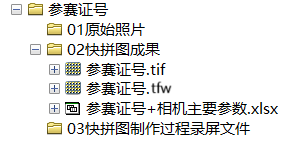 参赛证号
01原始照片
02快拼图成果
参赛证号.tif
参赛证号.tfw
参赛证号+相机主要参数.xlsx
03快拼图制作过程录屏文件